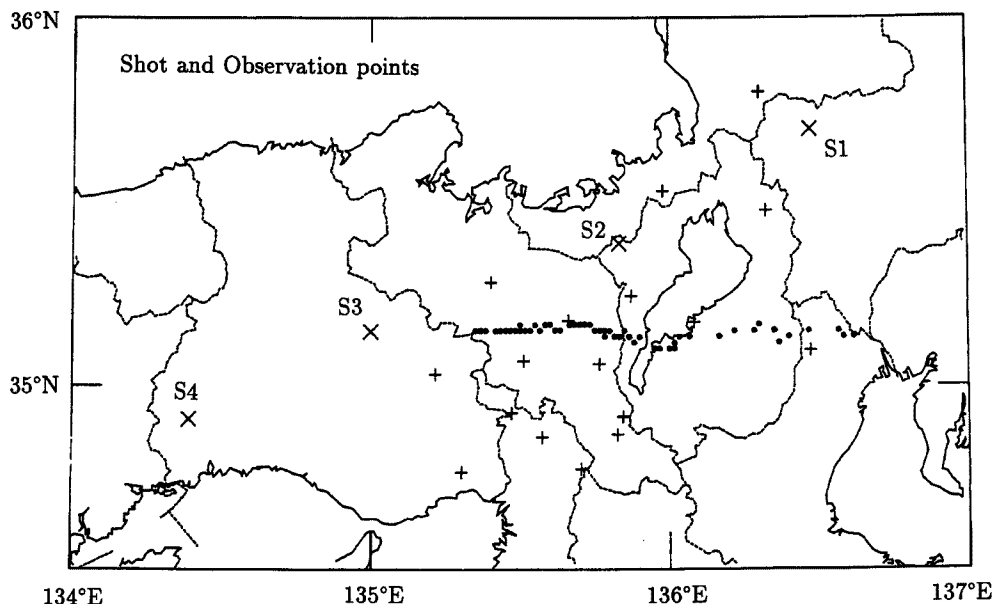 36°N
Shot and Observation points
S1
S2
S3
35°N
S4
134°E
135°E
136°E
137°E